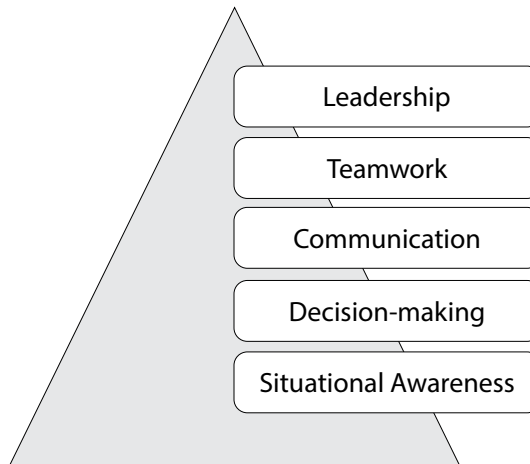 Leadership
Teamwork
Communication
Decision-making
Situational Awareness